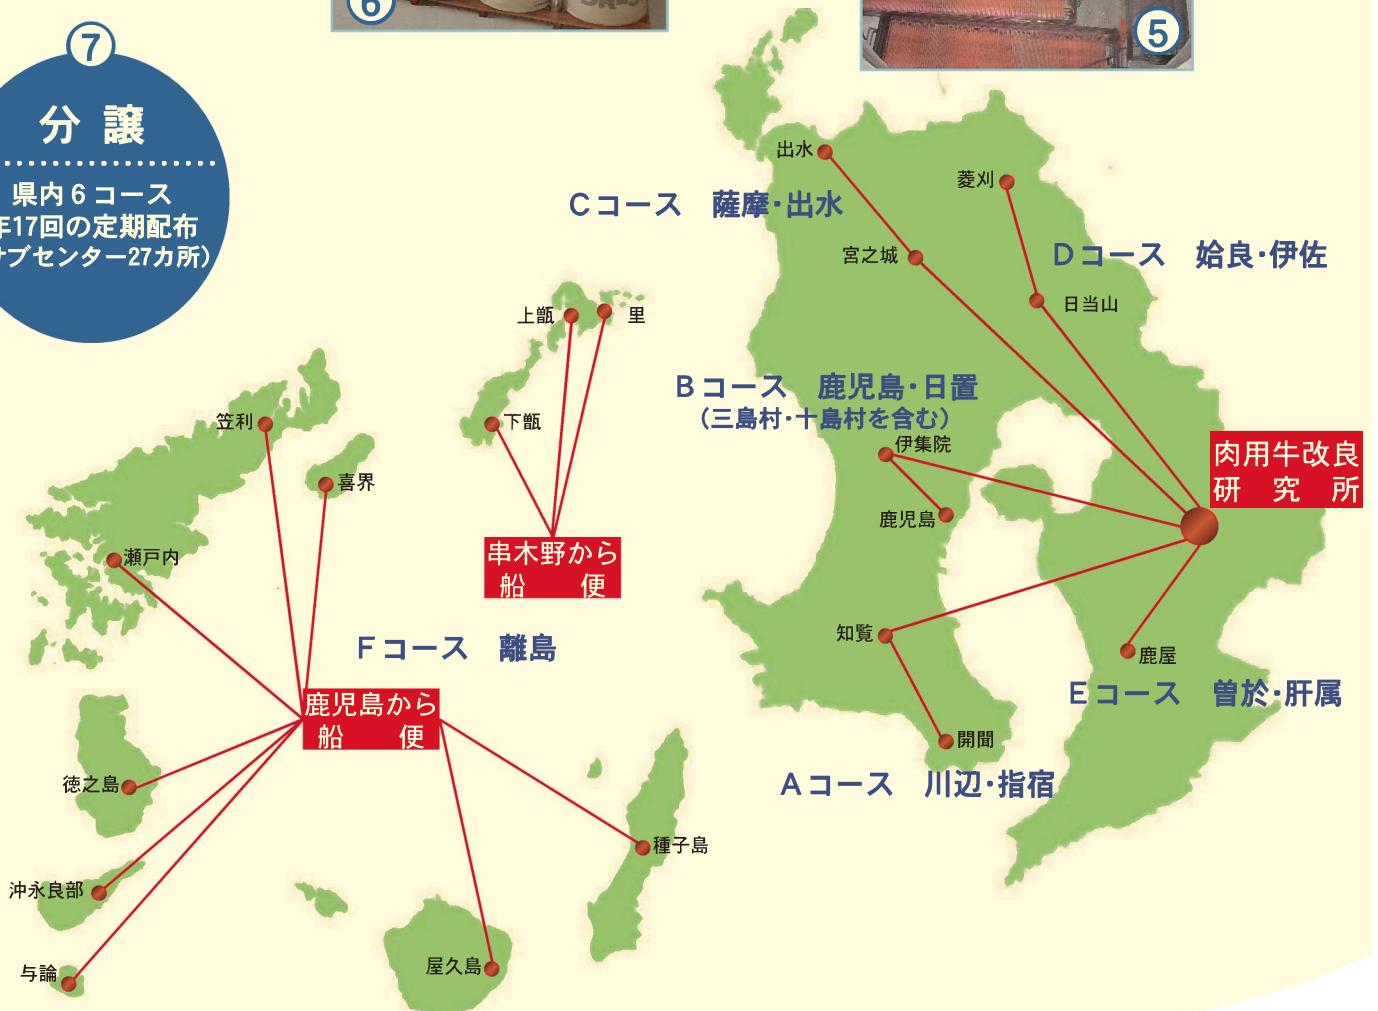 ⑥
⑤
⑦
分 譲
県内6コース
年17回の定期配布
サブセンター27カ所）
出水
菱刈
Cコース　薩摩・出水
宮之城
Dコース　姶良・伊佐
日当山
上甑
里
下甑
Bコース　鹿児島・日置
（三島村・十島村を含む）
伊集院
鹿児島
肉用牛改良
研　究　所
笠利
喜界
瀬戸内
串木野から
船　　便
Fコース　離島
知覧
鹿屋
Eコース　曽於・肝属
鹿児島から
船　　便
開聞
Aコース　川辺・指宿
徳之島
種子島
沖永良部
屋久島
与論